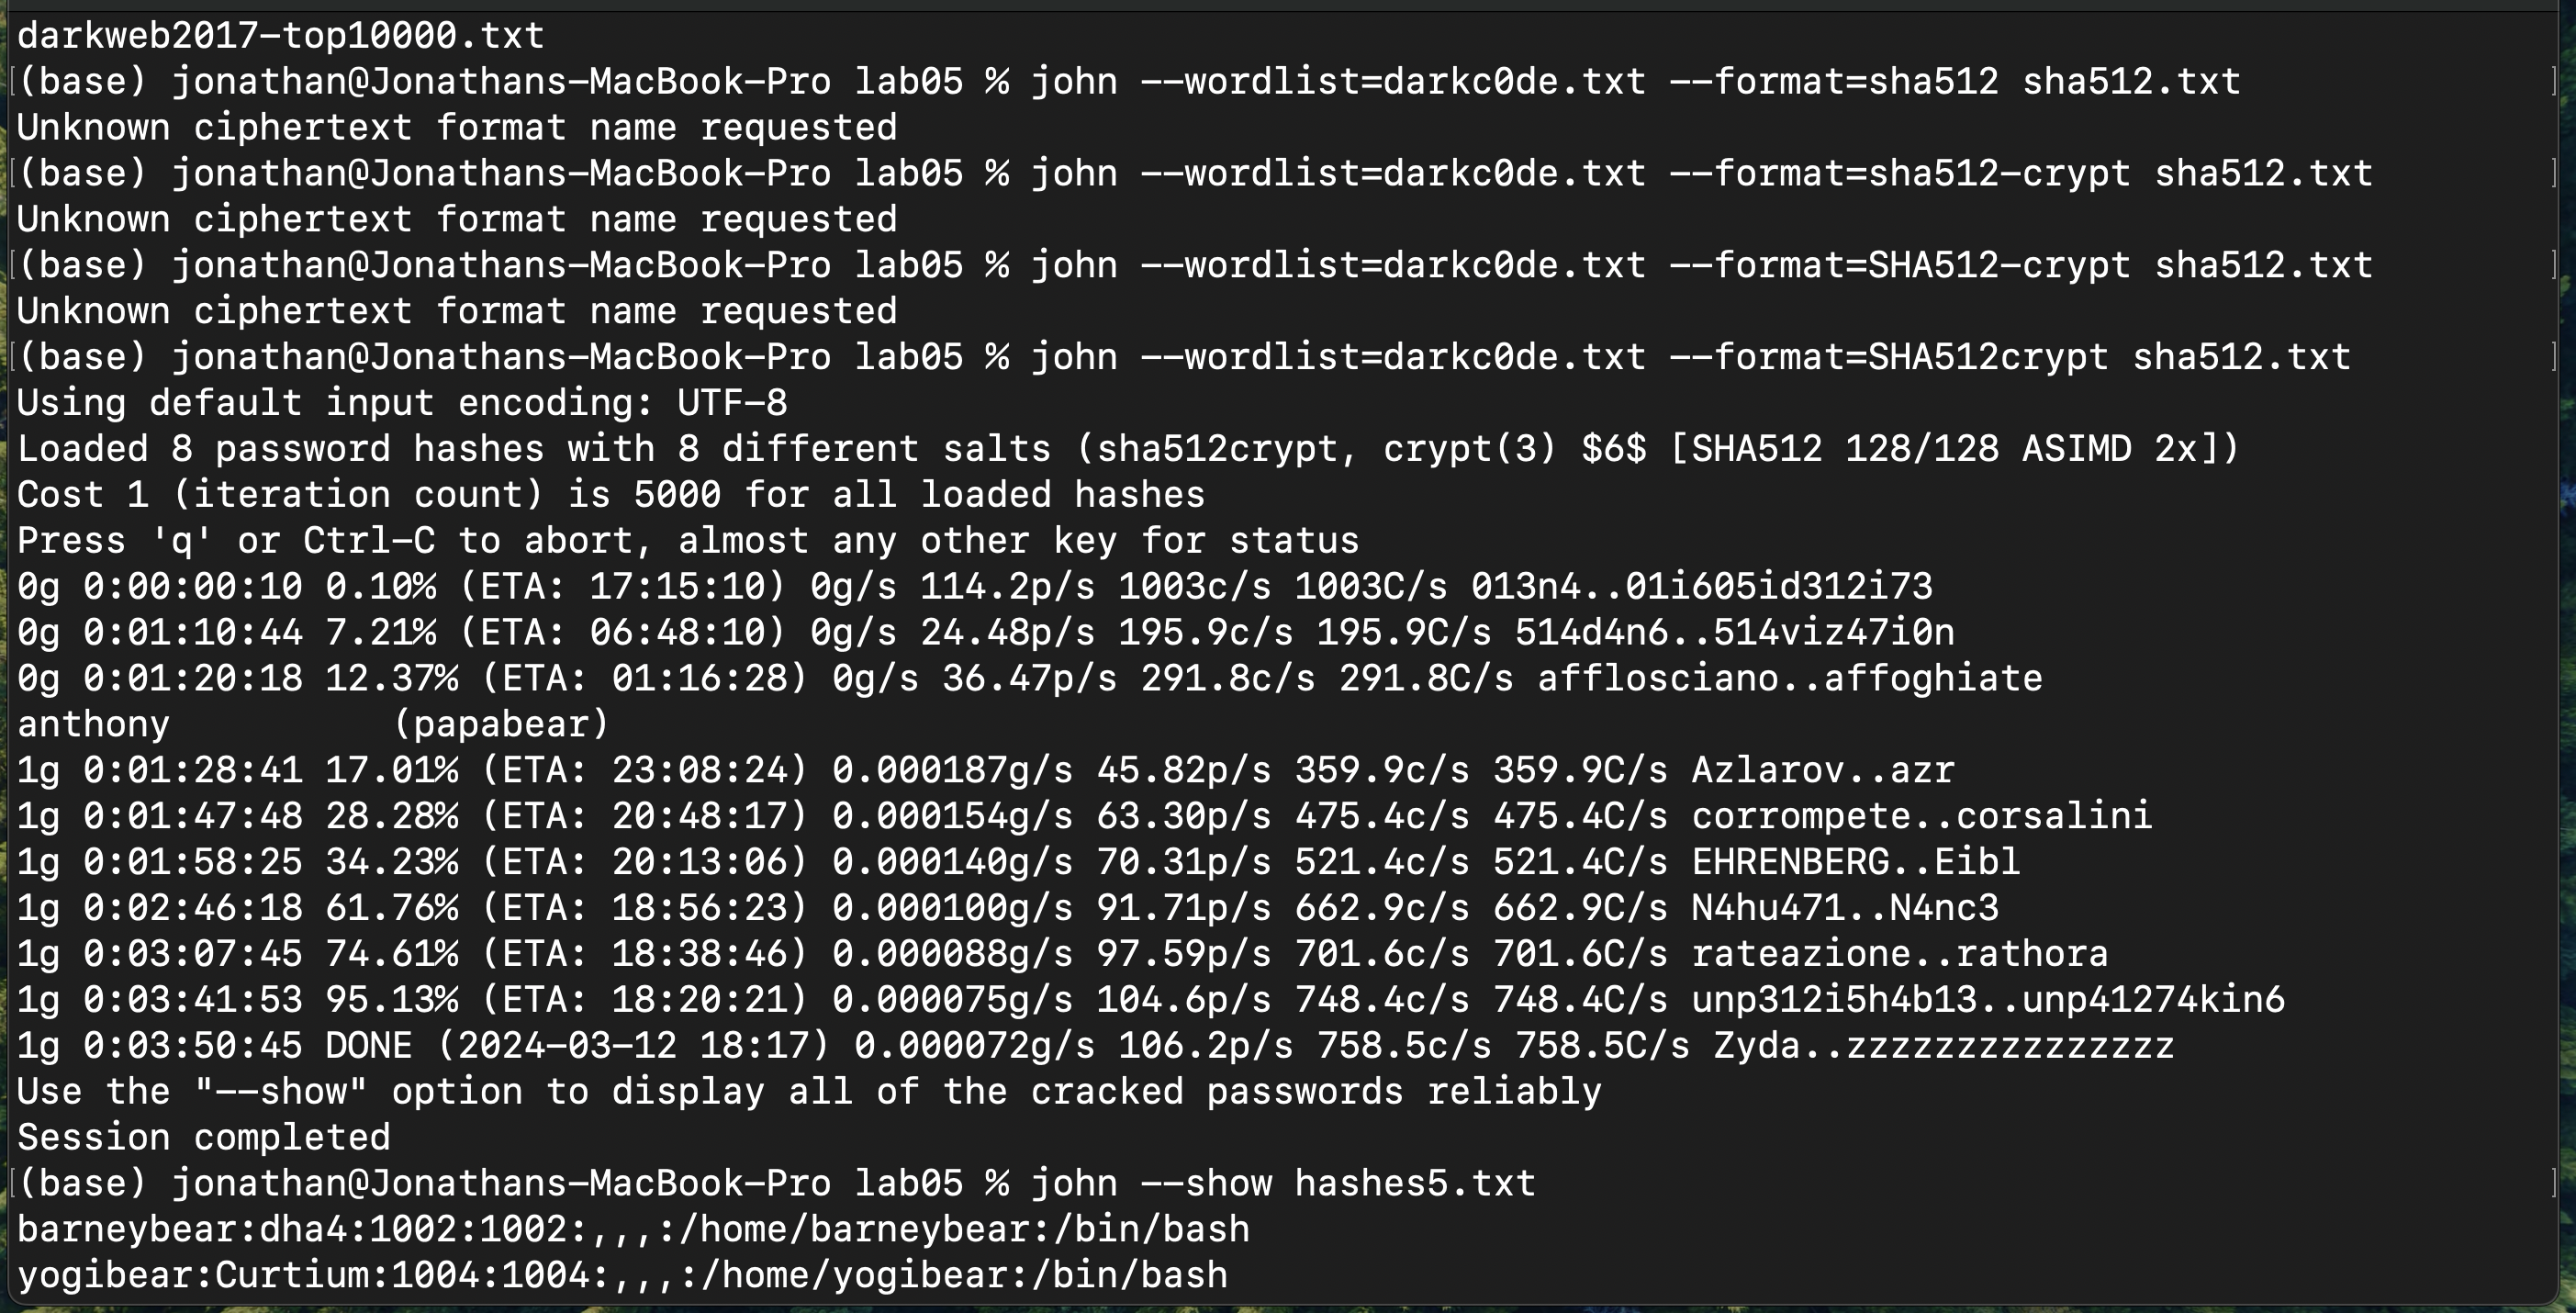 darkweb2017-top10000.txt
[(base) jonathan@Jonathans-MacBook-Pro lab05 % john --wordlist=darkc0de.txt --format=sha512 sha512.txt ]
Unknown ciphertext format name requested
[(base) jonathan@Jonathans-MacBook-Pro lab05 % john --wordlist=darkc0de.txt --format=sha512-crypt sha512.txt ]
Unknown ciphertext format name requested
[(base) jonathan@Jonathans-MacBook-Pro lab05 % john --wordlist=darkc0de.txt --format=SHA512-crypt sha512.txt ]
Unknown ciphertext format name requested
[(base) jonathan@Jonathans-MacBook-Pro lab05 % john --wordlist=darkc0de.txt --format=SHA512crypt sha512.txt ]
Using default input encoding: UTF-8
Loaded 8 password hashes with 8 different salts (sha512crypt, crypt(3) $6$ [SHA512 128/128 ASIMD 2x])
Cost 1 (iteration count) is 5000 for all loaded hashes
Press 'q' or Ctrl-C to abort, almost any other key for status
0g 0:00:00:10 0.10% (ETA: 17:15:10) 0g/s 114.2p/s 1003c/s 1003C/s 013n4..01i605id312i73
0g 0:01:10:44 7.21% (ETA: 06:48:10) 0g/s 24.48p/s 195.9c/s 195.9C/s 514d4n6..514viz47i0n
0g 0:01:20:18 12.37% (ETA: 01:16:28) 0g/s 36.47p/s 291.8c/s 291.8C/s afflosciano..affoghiate
anthony          (papabear)
1g 0:01:28:41 17.01% (ETA: 23:08:24) 0.000187g/s 45.82p/s 359.9c/s 359.9C/s Azlarov..azr
1g 0:01:47:48 28.28% (ETA: 20:48:17) 0.000154g/s 63.30p/s 475.4c/s 475.4C/s corrompete..corsalini
1g 0:01:58:25 34.23% (ETA: 20:13:06) 0.000140g/s 70.31p/s 521.4c/s 521.4C/s EHRENBERG..Eibl
1g 0:02:46:18 61.76% (ETA: 18:56:23) 0.000100g/s 91.71p/s 662.9c/s 662.9C/s N4hu471..N4nc3
1g 0:03:07:45 74.61% (ETA: 18:38:46) 0.000088g/s 97.59p/s 701.6c/s 701.6C/s rateazione..rathora
1g 0:03:41:53 95.13% (ETA: 18:20:21) 0.000075g/s 104.6p/s 748.4c/s 748.4C/s unp312i5h4b13..unp41274kin6
1g 0:03:50:45 DONE (2024-03-12 18:17) 0.000072g/s 106.2p/s 758.5c/s 758.5C/s Zyda..zzzzzzzzzzzzzzz
Use the "--show" option to display all of the cracked passwords reliably
Session completed
[(base) jonathan@Jonathans-MacBook-Pro lab05 % john --show hashes5.txt ]
barneybear:dha4:1002:1002:,,,:/home/barneybear:/bin/bash
yogibear:Curtium:1004:1004:,,,:/home/yogibear:/bin/bash